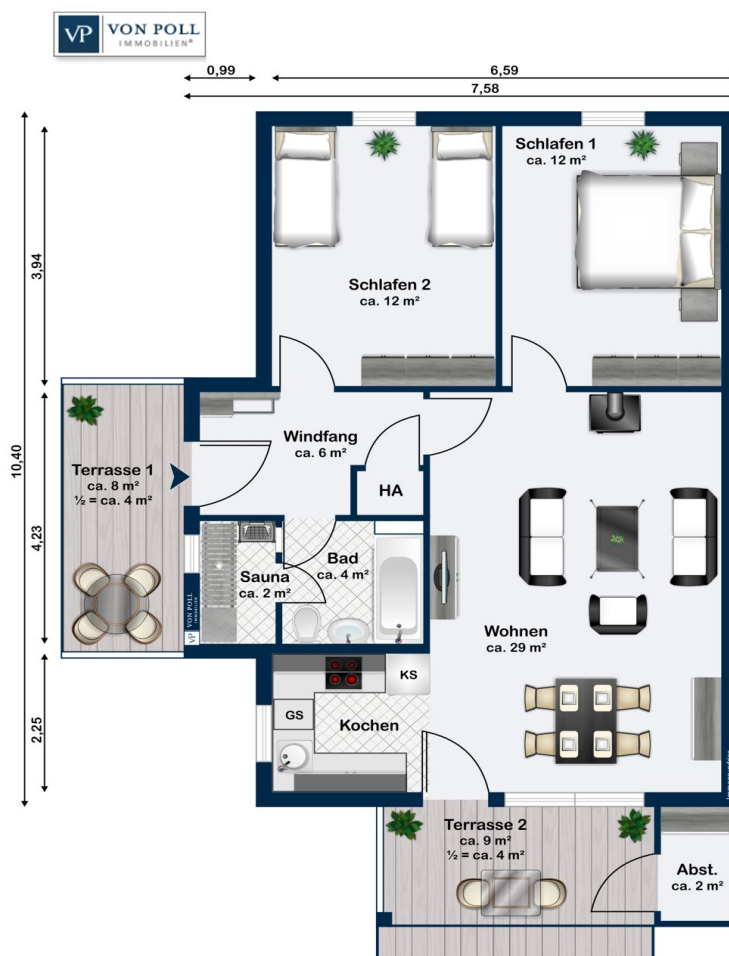 VP VON POLL
IMMOBILIEN®
0,99
6,59
7,58
3,94
10,40
4,23
2,25
Schlafen 1
ca. 12 m²
Schlafen 2
ca. 12 m²
Windfang
ca. 6 m²
HA
Terrasse 1
ca. 8 m²
½ = ca. 4 m²
Sauna
ca. 2 m²
Bad
ca. 4 m²
VP VON POLL
IMMOBILIEN
Wohnen
ca. 29 m²
KS
GS
Kochen
Terrasse 2
ca. 9 m²
½ = ca. 4 m²
Abst.
ca. 2 m²